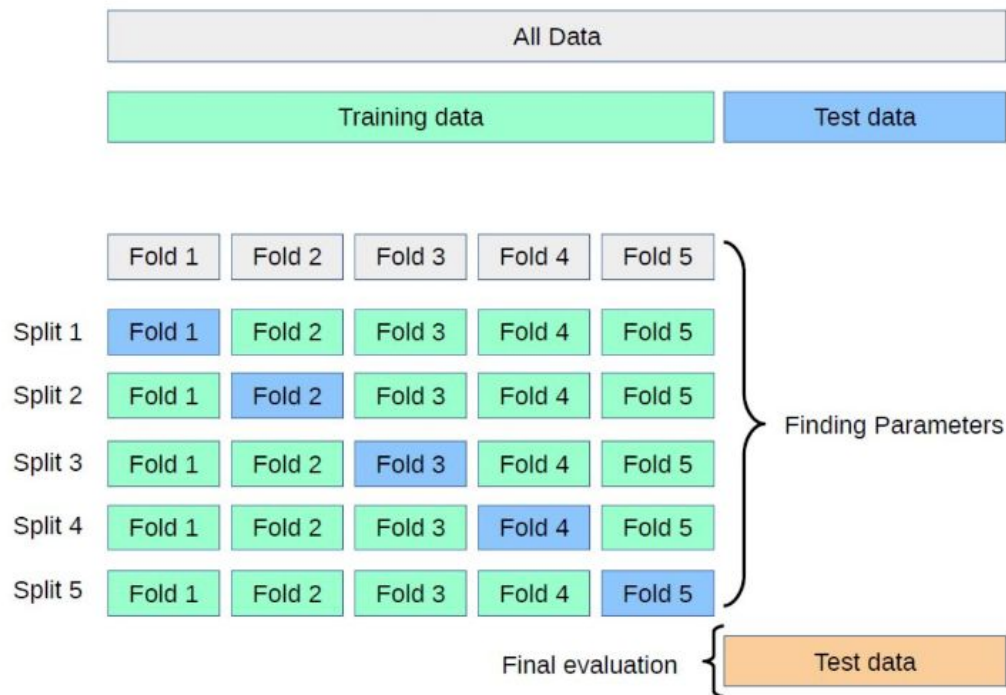 All Data
Training data Test data
Fold 1 Fold 2 Fold 3 Fold 4 Fold 5
Split 1 Fold 1 Fold 2 Fold 3 Fold 4 Fold 5
Split 2 Fold 1 Fold 2 Fold 3 Fold 4 Fold 5
Finding Parameters
Split 3 Fold 1 Fold 2 Fold 3 Fold 4 Fold 5
Split 4 Fold 1 Fold 2 Fold 3 Fold 4 Fold 5
Split 5 Fold 1 Fold 2 Fold 3 Fold 4 Fold 5
Final evaluation Test data